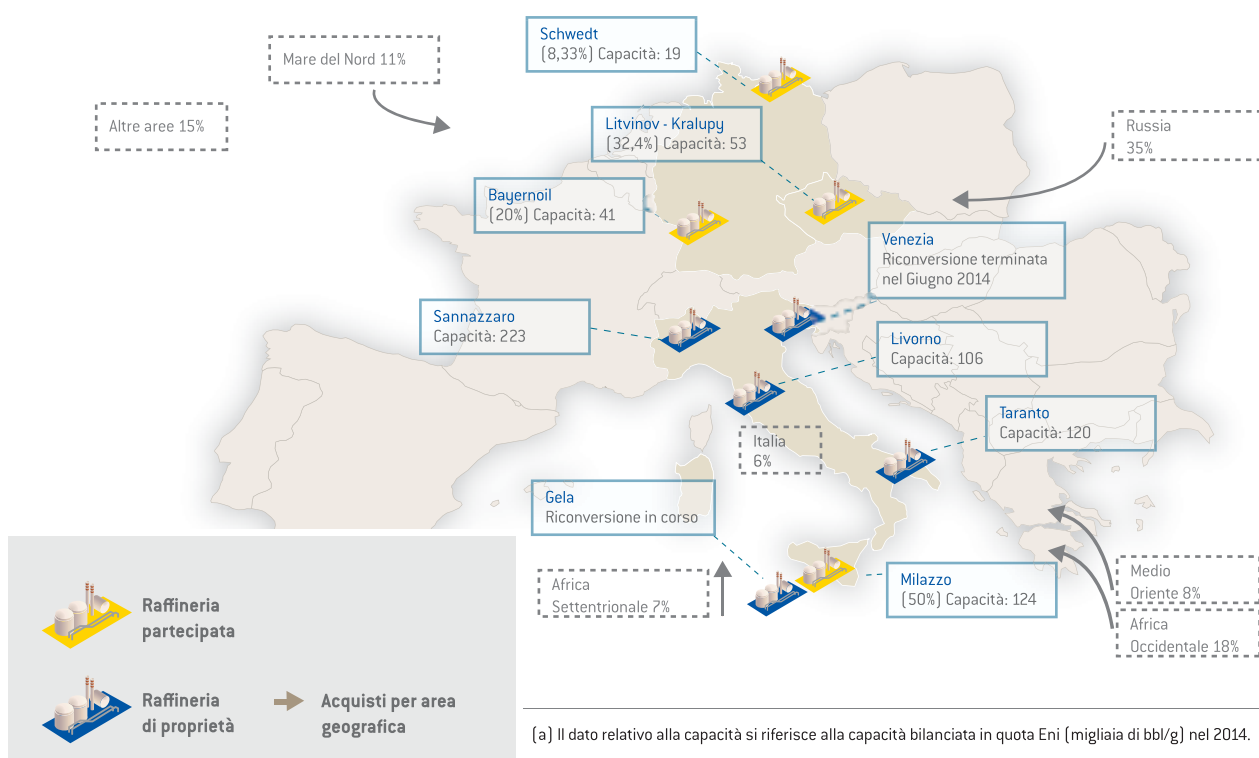 Schwedt
(8,33%) Capacità: 19
Mare del Nord 11%
Altre aree 15%
Litvinov - Kralupy
(32,4%) Capacità: 53
Russia
35%
Bayernoil
(20%) Capacità: 41
Venezia
Riconversione terminata
nel Giugno 2014
Sannazzaro
Capacità: 223
Livorno
Capacità: 106
Taranto
Capacità: 120
Italia
6%
Gela
Riconversione in corso
Africa
Settentrionale 7%
Milazzo
(50%) Capacità: 124
Medio
Oriente 8%
Africa
Occidentale 18%
Raffineria
partecipata
Raffineria
di proprietà
Acquisti per area
geografica
(a) Il dato relativo alla capacità si riferisce alla capacità bilanciata in quota Eni (migliaia di bbl/g) nel 2014.